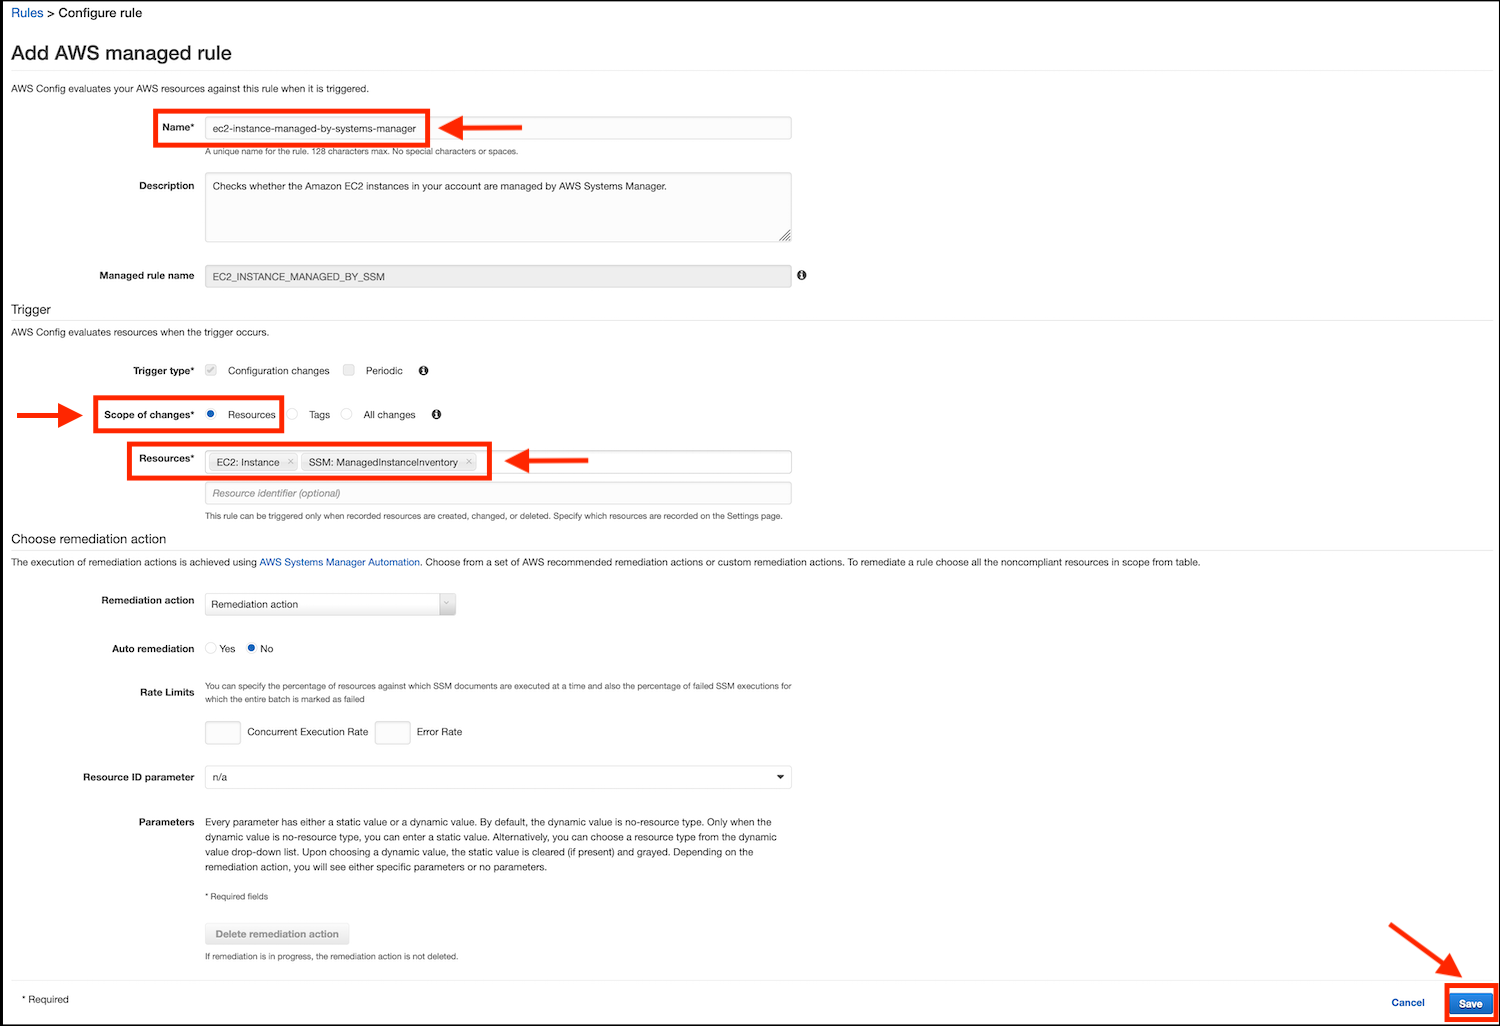 Rules > Configure rule
Add AWS managed rule
AWS Config evaluates your AWS resources against this rule when it is triggered.
Name* ec2-instance-managed-by-systems-manager
A unique name for the rule. 128 characters max. No special characters or spaces.
Description Checks whether the Amazon EC2 instances in your account are managed by AWS Systems Manager.
Managed rule name EC2_INSTANCE_MANAGED_BY_SSM
Trigger
AWS Config evaluates resources when the trigger occurs.
Trigger type* Configuration changes Periodic
Scope of changes* Resources Tags All changes
Resources* EC2: Instance × SSM: ManagedInstanceInventory ×
Resource identifier (optional)
This rule can be triggered only when recorded resources are created, changed, or deleted. Specify which resources are recorded on the Settings page.
Choose remediation action
The execution of remediation actions is achieved using AWS Systems Manager Automation. Choose from a set of AWS recommended remediation actions or custom remediation actions. To remediate a rule choose all the noncompliant resources in scope from table.
Remediation action Remediation action
Auto remediation Yes No
Rate Limits You can specify the percentage of resources against which SSM documents are executed at a time and also the percentage of failed SSM executions for
which the entire batch is marked as failed
Concurrent Execution Rate Error Rate
Resource ID parameter n/a
Parameters Every parameter has either a static value or a dynamic value. By default, the dynamic value is no-resource type. Only when the
dynamic value is no-resource type, you can enter a static value. Alternatively, you can choose a resource type from the dynamic
value drop-down list. Upon choosing a dynamic value, the static value is cleared (if present) and grayed. Depending on the
remediation action, you will see either specific parameters or no parameters.
* Required fields
Delete remediation action
If remediation is in progress, the remediation action is not deleted.
* Required Cancel Save